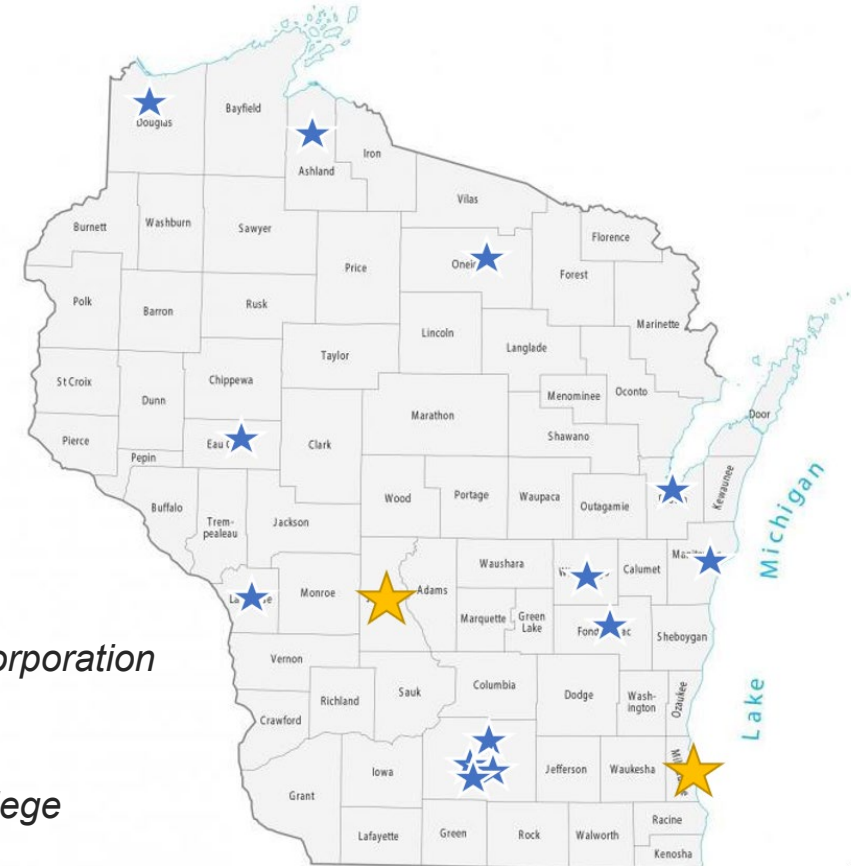 Bayfield
Douglas
Iron
Ashland
Vilas
Burnett
Washburn
Sawyer
Florence
Price
Forest
Polk
Barron
Rusk
Marinette
Lincoln
Langlade
Taylor
St Croix
Chippewa
Menominee
Oconto
Dunn
Marathon
Door
Pierce
Eau
Clark
Shawano
Pepin
Kewaunee
Wood
Portage
Waupaca
Outagamie
Buffalo
Trem-
pealeau
Jackson
Michigan
Waushara
Calumet
Monroe
Adams
Marquette
Green
Lake
Fond
Sheboygan
orporation
Vernon
Richland
Sauk
Columbia
Dodge
Wash-
ington
Ozaukee
Lake
Crawford
Iowa
Jefferson
Waukesha
lege
Grant
Lafayette
Green
Rock
Walworth
Racine
Kenosha